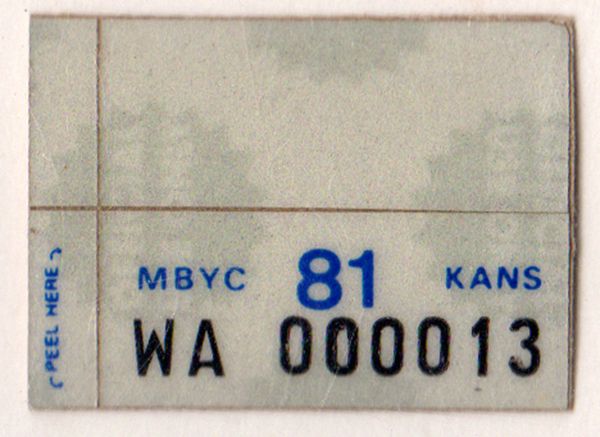 MBYC 81 KANS
WA 000013
PEEL HERE